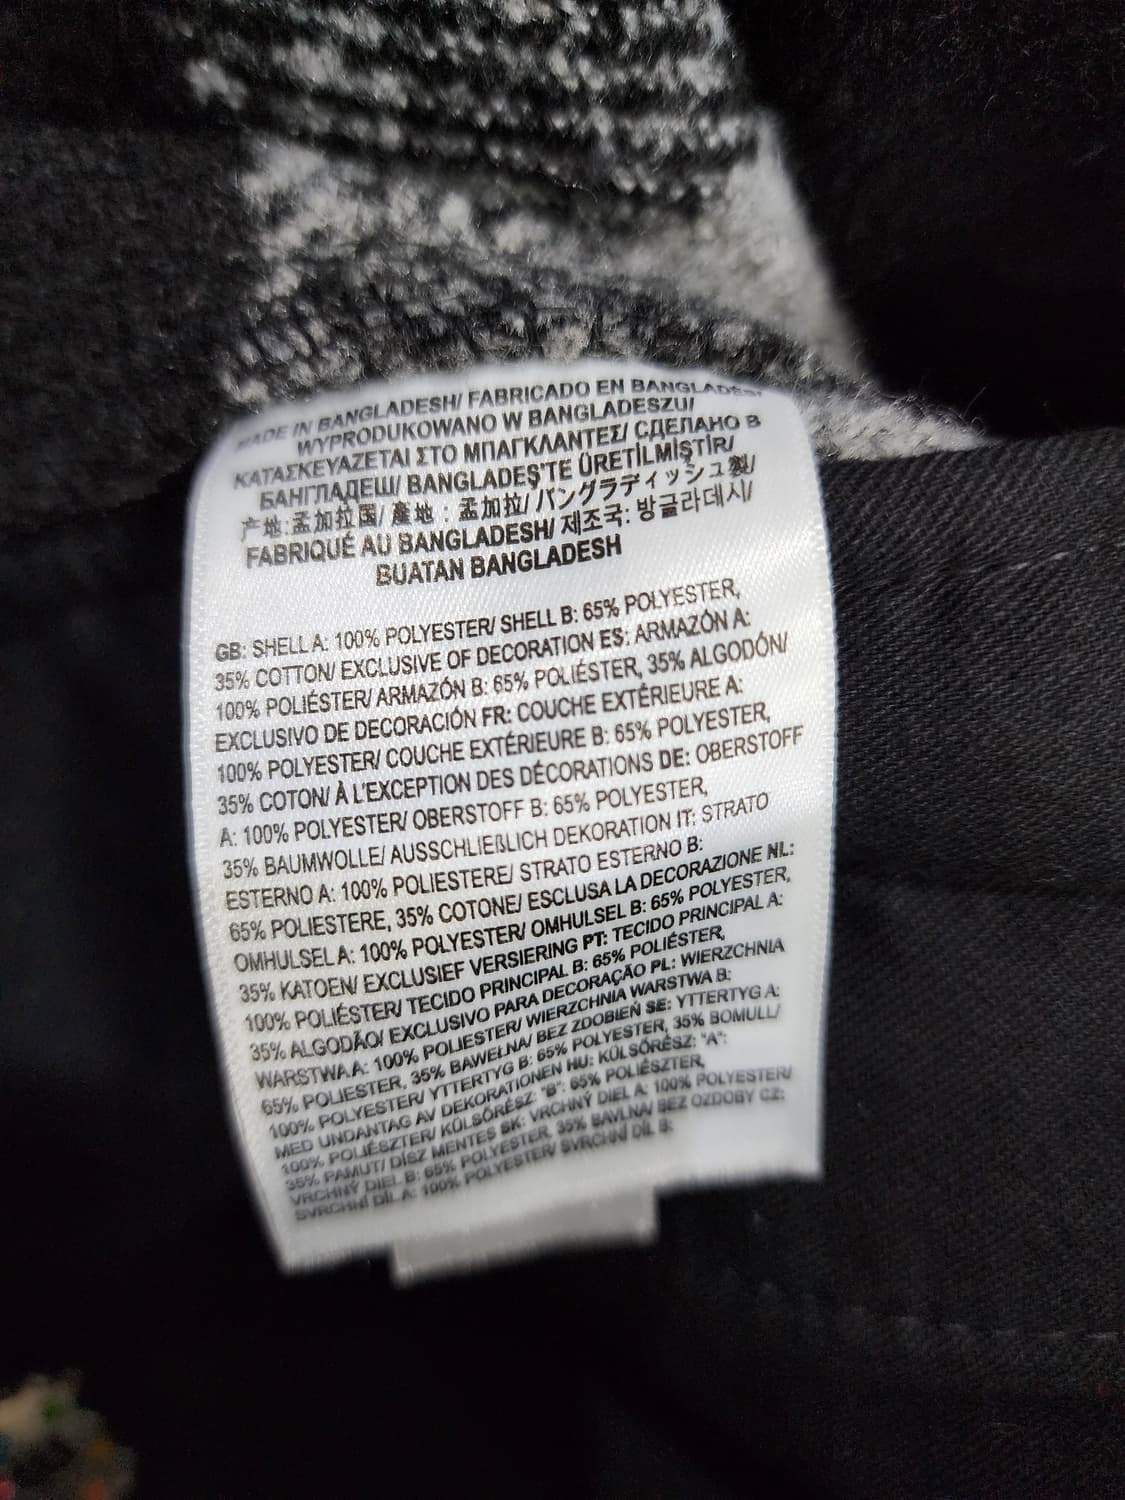 MADE IN BANGLADESH/ FABRICADO EN BANGLADESH/
WYPRODUKOWANO W BANGLADESZU/
ΚΑΤΑΣΚΕΥΑΖΕΤΑΙ ΣΤΟ ΜΠΑΓΚΛΑΝΤΕΣ/ СДЕЛАНО В
БАНГЛАДЕШ/ BANGLADEŞ'TE ÜRETİLMİŞTİR/
产地:孟加拉国/ 產地:孟加拉/ バングラディッシュ製/
FABRIQUÉ AU BANGLADESH/ 제조국: 방글라데시/
BUATAN BANGLADESH
GB: SHELL A: 100% POLYESTER/ SHELL B: 65% POLYESTER,
35% COTTON/ EXCLUSIVE OF DECORATION ES: ARMAZÓN A:
100% POLIÉSTER/ ARMAZÓN B: 65% POLIÉSTER, 35% ALGODÓN/
EXCLUSIVO DE DECORACIÓN FR: COUCHE EXTÉRIEURE A:
100% POLYESTER/ COUCHE EXTÉRIEURE B: 65% POLYESTER,
35% COTON/ À L'EXCEPTION DES DÉCORATIONS DE: OBERSTOFF
A: 100% POLYESTER/ OBERSTOFF B: 65% POLYESTER,
35% BAUMWOLLE/ AUSSCHLIEßLICH DEKORATION IT: STRATO
ESTERNO A: 100% POLIESTERE/ STRATO ESTERNO B:
65% POLIESTERE, 35% COTONE/ ESCLUSA LA DECORAZIONE NL:
OMHULSEL A: 100% POLYESTER/ OMHULSEL B: 65% POLYESTER,
35% KATOEN/ EXCLUSIEF VERSIERING PT: TECIDO PRINCIPAL A:
100% POLIÉSTER/ TECIDO PRINCIPAL B: 65% POLIÉSTER,
35% ALGODÃO/ EXCLUSIVO PARA DECORAÇÃO PL: WIERZCHNIA
WARSTWA A: 100% POLIESTER/ WIERZCHNIA WARSTWA B:
65% POLIESTER, 35% BAWEŁNA/ BEZ ZDOBIEŃ SE: YTTERTYG A:
100% POLYESTER/ YTTERTYG B: 65% POLYESTER, 35% BOMULL/
MED UNDANTAG AV DEKORATIONEN HU: KÜLSŐRÉSZ: "A":
100% POLIÉSZTER/ KÜLSŐRÉSZ: "B": 65% POLIÉSZTER,
35% PAMUT/ DÍSZ MENTES SK: VRCHNÝ DIEL A: 100% POLYESTER/
VRCHNÝ DIEL B: 65% POLYESTER, 35% BAVLNA/ BEZ OZDOBY CZ:
SVRCHNÍ DÍL A: 100% POLYESTER/ SVRCHNÍ DÍL B: